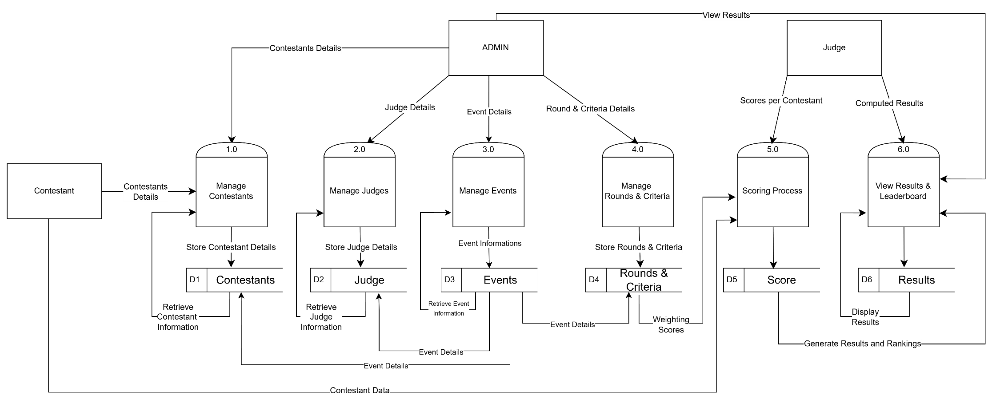 View Results
ADMIN
Judge
Contestants Details
Scores per Contestant
Computed Results
Judge Details
Event Details
Round & Criteria Details
1.0
2.0
3.0
4.0
5.0
6.0
Contestant
Contestants
Details
Manage
Contestants
Manage Judges
Manage Events
Manage
Rounds & Criteria
Scoring Process
View Results &
Leaderboard
Store Contestant Details
Store Judge Details
Event Informations
Store Rounds & Criteria
D1
Contestants
D2
Judge
D3
Events
D4
Rounds &
Criteria
D5
Score
D6
Results
Retrieve
Contestant
Information
Retrieve
Judge
Information
Retrieve Event
Information
Event Details
Weighting
Scores
Display
Results
Generate Results and Rankings
Event Details
Event Details
Contestant Data